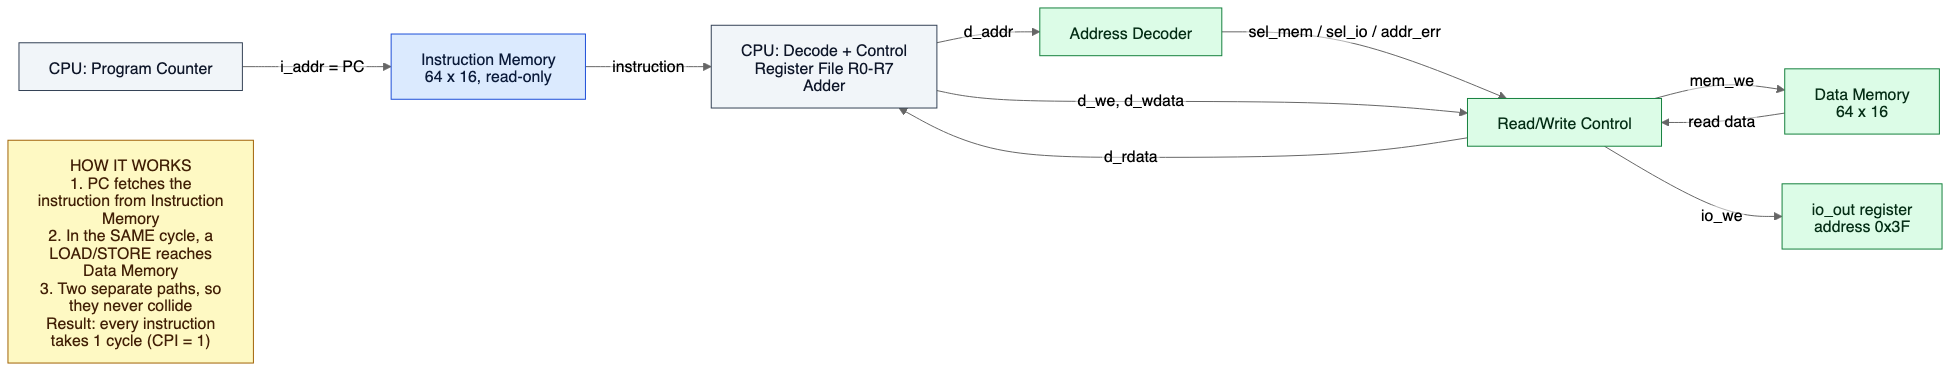 CPU: Program Counter
i_addr = PC
Instruction Memory
64 x 16, read-only
instruction
CPU: Decode + Control
Register File R0-R7
Adder
d_addr
Address Decoder
sel_mem / sel_io / addr_err
d_we, d_wdata
d_rdata
Read/Write Control
mem_we
read data
Data Memory
64 x 16
io_we
io_out register
address 0x3F
HOW IT WORKS
1. PC fetches the
instruction from Instruction
Memory
2. In the SAME cycle, a
LOAD/STORE reaches
Data Memory
3. Two separate paths, so
they never collide
Result: every instruction
takes 1 cycle (CPI = 1)